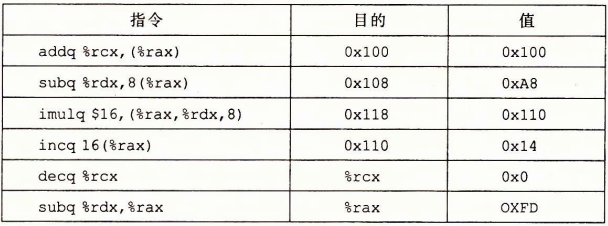 指令 目的 值
addq %rcx,(%rax) 0x100 0x100
subq %rdx,8(%rax) 0x108 0xA8
imulq $16,(%rax,%rdx,8) 0x118 0x110
incq 16(%rax) 0x110 0x14
decq %rcx %rcx 0x0
subq %rdx,%rax %rax 0XFD